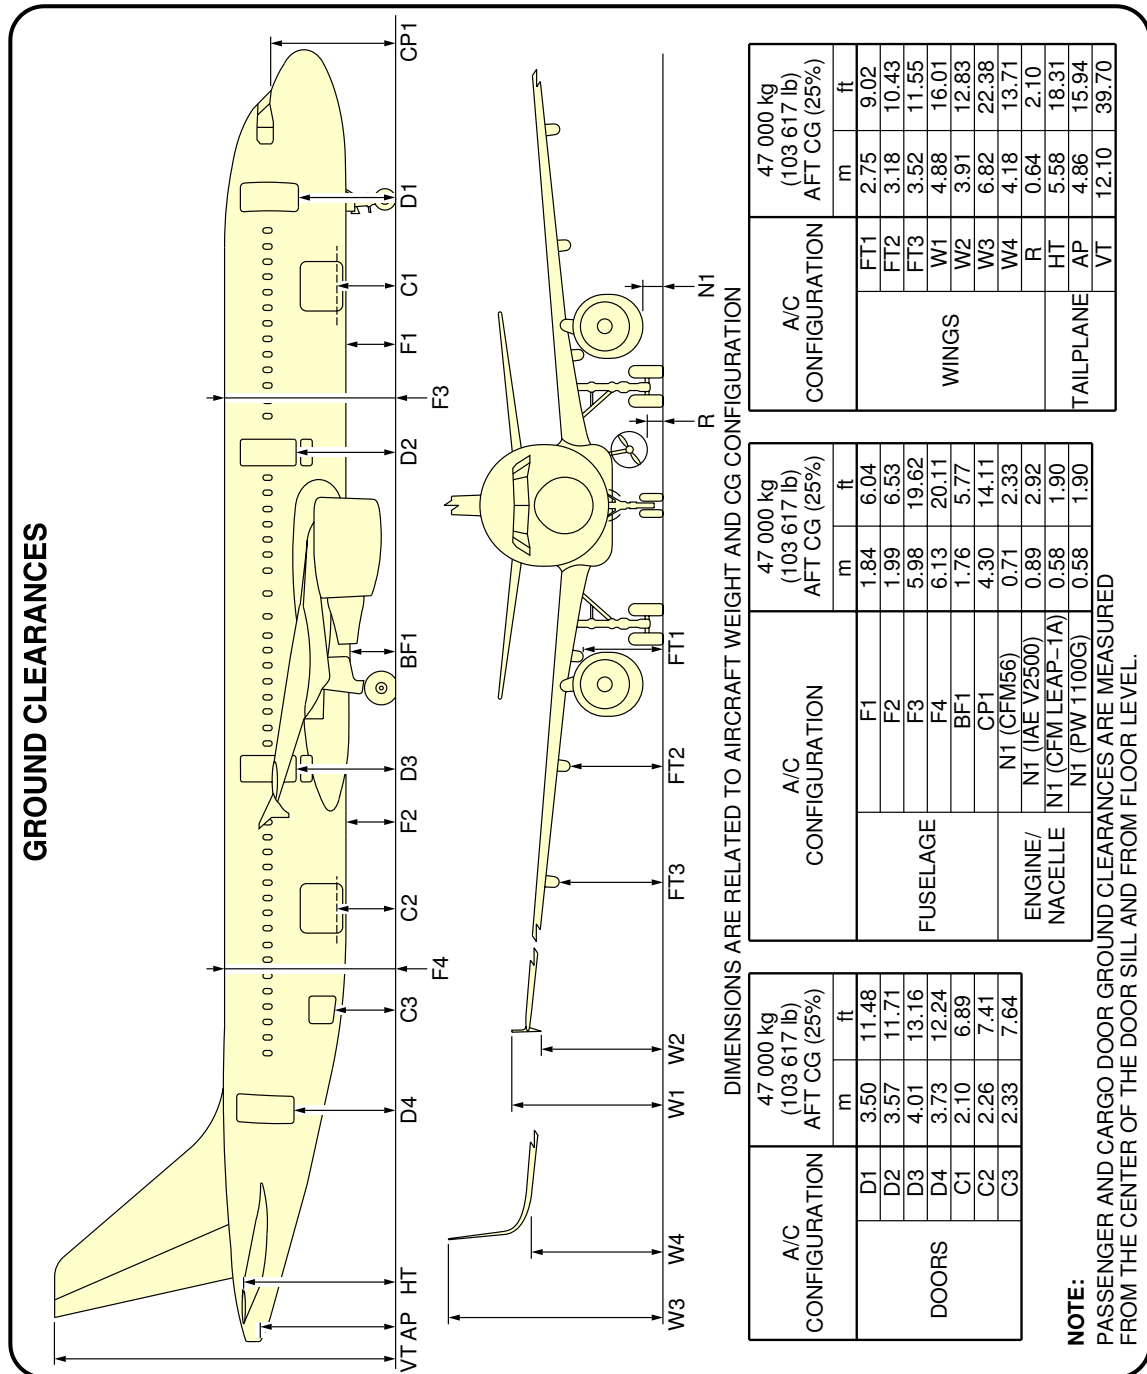 GROUND CLEARANCES
VT
AP
HT
D4
C3
F4
C2
F2
D3
BF1
D2
F3
F1
C1
D1
CP1
W3
W4
W1
W2
FT3
FT2
FT1
R
N1
DIMENSIONS ARE RELATED TO AIRCRAFT WEIGHT AND CG CONFIGURATION
A/C CONFIGURATION 47 000 kg (103 617 lb) AFT CG (25%)
m ft
DOORS
D1 3.50 11.48
D2 3.57 11.71
D3 4.01 13.16
D4 3.73 12.24
C1 2.10 6.89
C2 2.26 7.41
C3 2.33 7.64
A/C CONFIGURATION 47 000 kg (103 617 lb) AFT CG (25%)
m ft
FUSELAGE
F1 1.84 6.04
F2 1.99 6.53
F3 5.98 19.62
F4 6.13 20.11
BF1 1.76 5.77
CP1 4.30 14.11
ENGINE/ NACELLE
N1 (CFM56) 0.71 2.33
N1 (IAE V2500) 0.89 2.92
N1 (CFM LEAP-1A) 0.58 1.90
N1 (PW 1100G) 0.58 1.90
A/C CONFIGURATION 47 000 kg (103 617 lb) AFT CG (25%)
m ft
WINGS
FT1 2.75 9.02
FT2 3.18 10.43
FT3 3.52 11.55
W1 4.88 16.01
W2 3.91 12.83
W3 6.82 22.38
W4 4.18 13.71
R 0.64 2.10
TAILPLANE
HT 5.58 18.31
AP 4.86 15.94
VT 12.10 39.70
NOTE:
PASSENGER AND CARGO DOOR GROUND CLEARANCES ARE MEASURED
FROM THE CENTER OF THE DOOR SILL AND FROM FLOOR LEVEL.